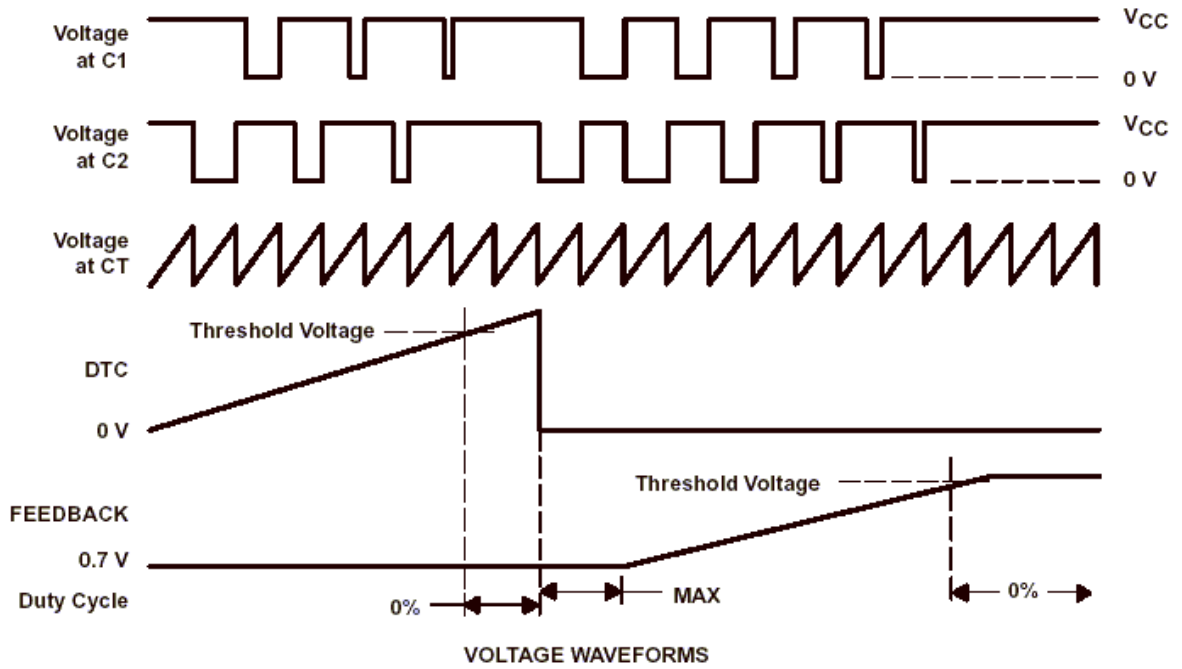 Voltage
at C1
VCC
0 V
Voltage
at C2
VCC
0 V
Voltage
at CT
Threshold Voltage
DTC
0 V
Threshold Voltage
FEEDBACK
0.7 V
Duty Cycle
0%
MAX
0%
VOLTAGE WAVEFORMS